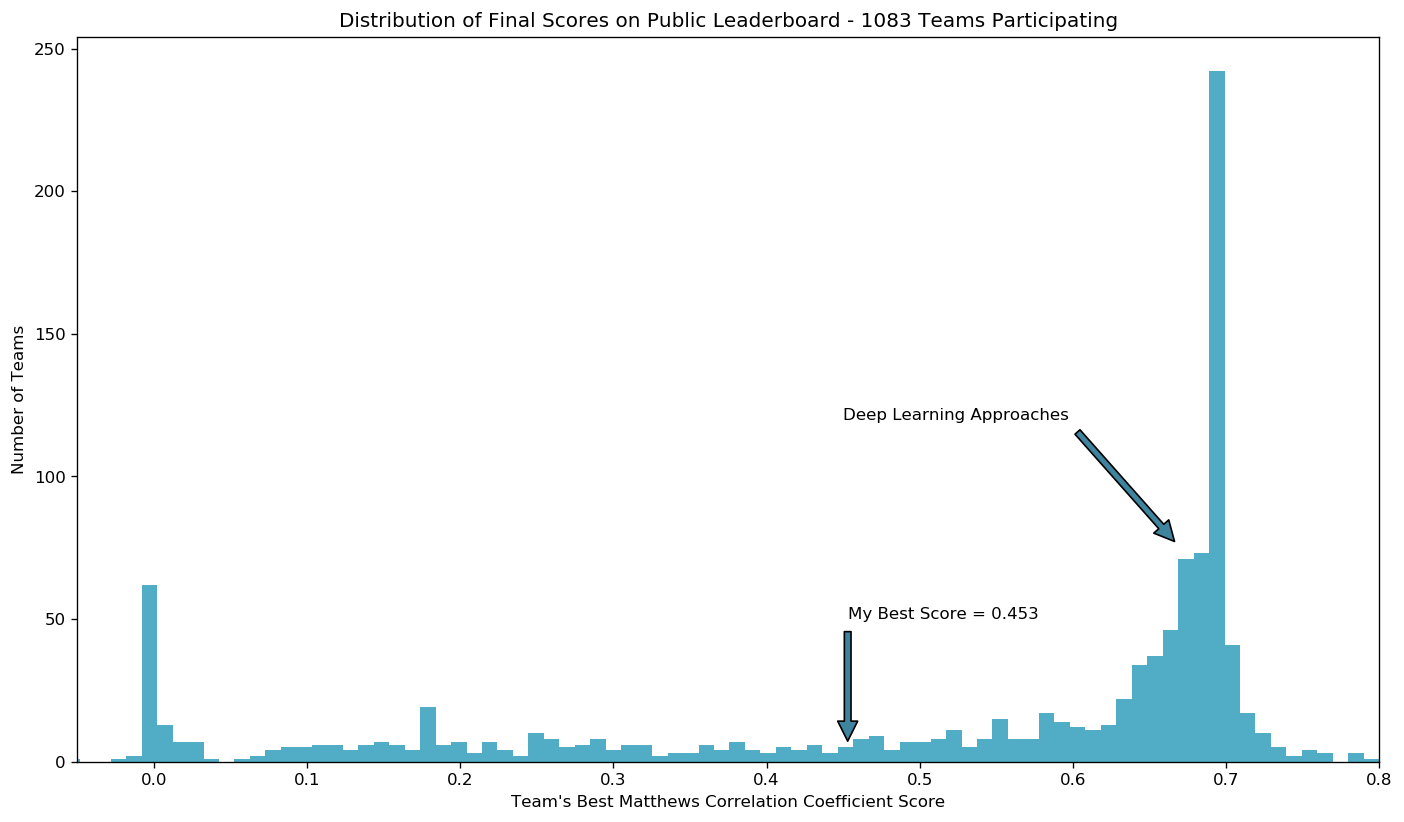 Distribution of Final Scores on Public Leaderboard - 1083 Teams Participating
250
200
150
100
50
0
Number of Teams
Deep Learning Approaches
My Best Score = 0.453
0.0 0.1 0.2 0.3 0.4 0.5 0.6 0.7 0.8
Team's Best Matthews Correlation Coefficient Score